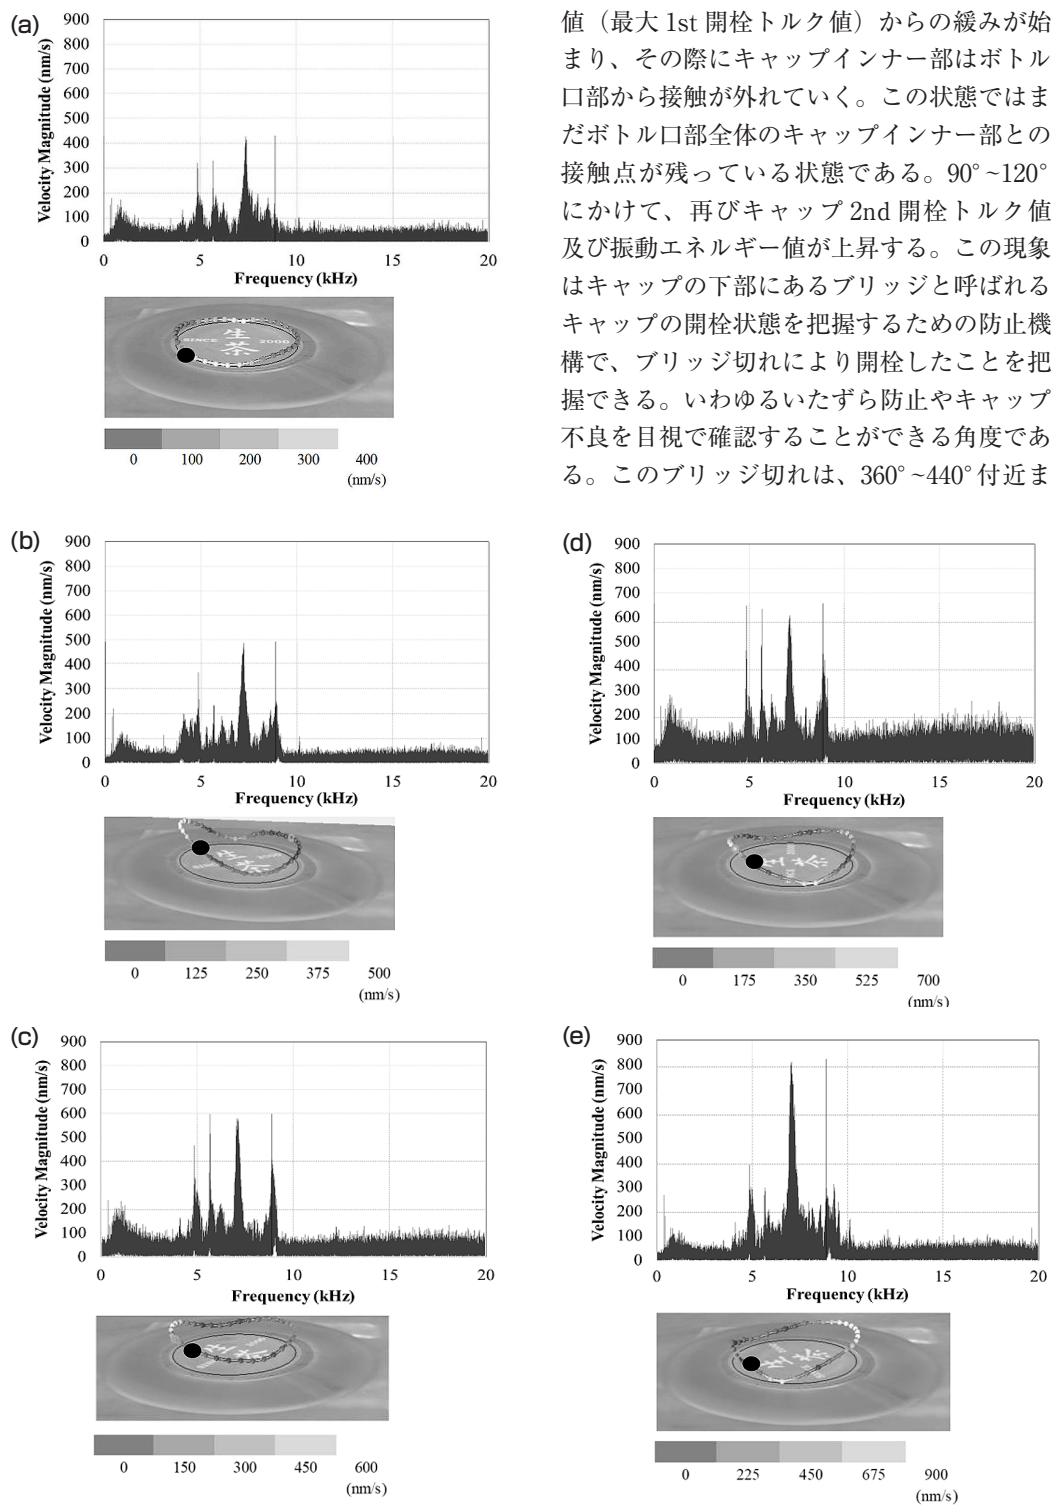 (a)
900
800
700
600
500
400
300
200
100
0
Velocity Magnitude (nm/s)
0 5 10 15 20
Frequency (kHz)
生
茶
SINCE 2000
0 100 200 300 400
(nm/s)
値（最大 1st 開栓トルク値）からの緩みが始
まり、その際にキャップインナー部はボトル
口部から接触が外れていく。この状態ではま
だボトル口部全体のキャップインナー部との
接触点が残っている状態である。90°~120°
にかけて、再びキャップ 2nd 開栓トルク値
及び振動エネルギー値が上昇する。この現象
はキャップの下部にあるブリッジと呼ばれる
キャップの開栓状態を把握するための防止機
構で、ブリッジ切れにより開栓したことを把
握できる。いわゆるいたずら防止やキャップ
不良を目視で確認することができる角度であ
る。このブリッジ切れは、360°~440°付近ま
(b)
900
800
700
600
500
400
300
200
100
0
Velocity Magnitude (nm/s)
0 5 10 15 20
Frequency (kHz)
0 125 250 375 500
(nm/s)
(c)
900
800
700
600
500
400
300
200
100
0
Velocity Magnitude (nm/s)
0 5 10 15 20
Frequency (kHz)
0 150 300 450 600
(nm/s)
(d)
900
800
700
600
500
400
300
200
100
0
Velocity Magnitude (nm/s)
0 5 10 15 20
Frequency (kHz)
0 175 350 525 700
(nm/s)
(e)
900
800
700
600
500
400
300
200
100
0
Velocity Magnitude (nm/s)
0 5 10 15 20
Frequency (kHz)
0 225 450 675 900
(nm/s)